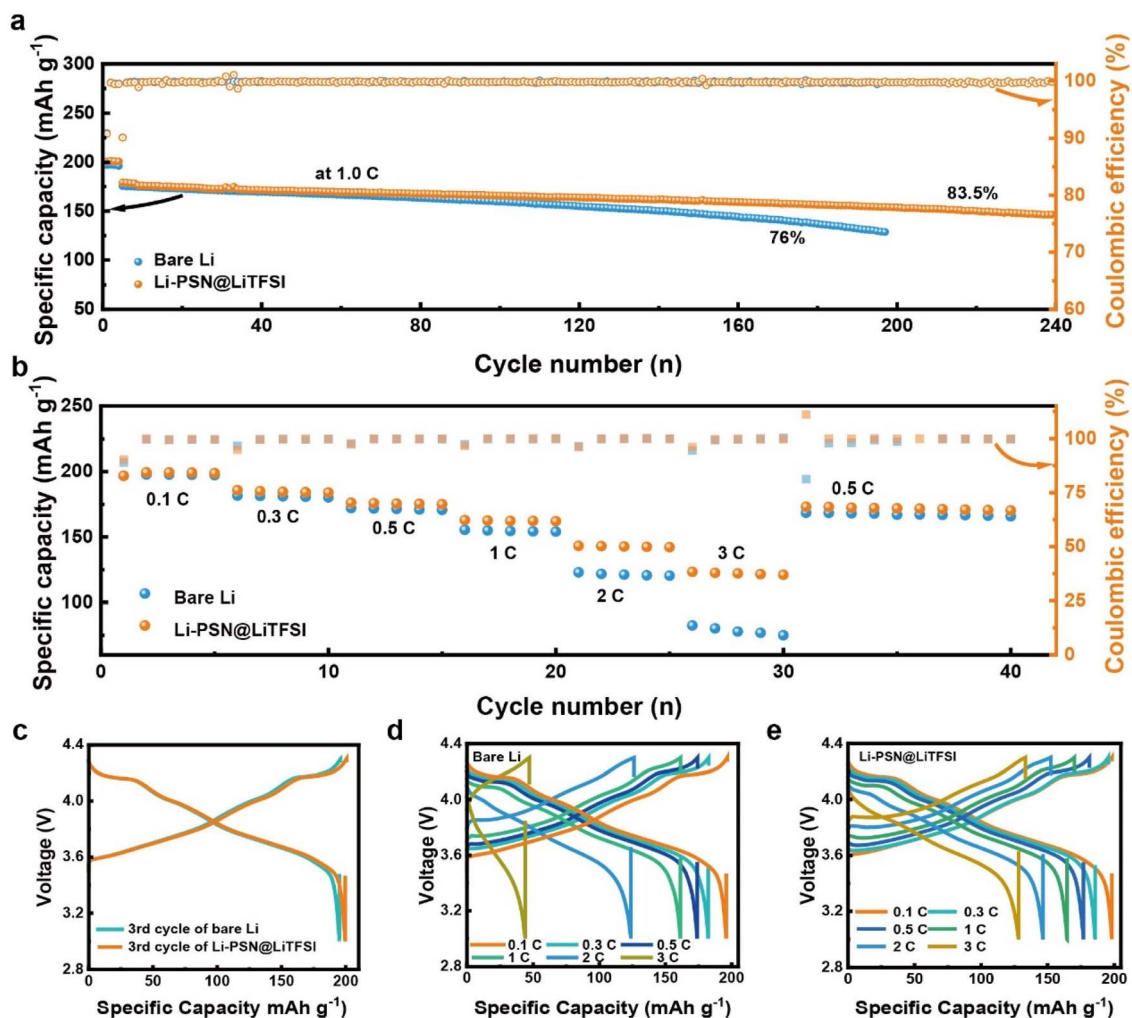 a
300
250
200
150
100
50
Specific capacity (mAh g⁻¹)
at 1.0 C
83.5%
76%
Bare Li
Li-PSN@LiTFSI
100
90
80
70
60
Coulombic efficiency (%)
0 40 80 120 160 200 240
Cycle number (n)
b
250
200
150
100
Specific capacity (mAh g⁻¹)
0.1 C
0.3 C
0.5 C
1 C
2 C
3 C
0.5 C
Bare Li
Li-PSN@LiTFSI
100
75
50
25
0
Coulombic efficiency (%)
0 10 20 30 40
Cycle number (n)
c
4.4
4.0
3.6
3.2
2.8
Voltage (V)
3rd cycle of bare Li
3rd cycle of Li-PSN@LiTFSI
0 50 100 150 200
Specific Capacity mAh g⁻¹)
d
Bare Li
4.4
4.0
3.6
3.2
2.8
Voltage (V)
0.1 C 0.3 C 0.5 C
1 C 2 C 3 C
0 50 100 150 200
Specific Capacity (mAh g⁻¹)
e
Li-PSN@LiTFSI
4.4
4.0
3.6
3.2
2.8
Voltage (V)
0.1 C 0.3 C
0.5 C 1 C
2 C 3 C
0 50 100 150 200
Specific Capacity (mAh g⁻¹)